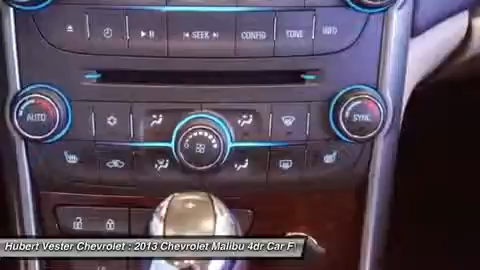 SEEK CONFIG TONE INFO
AUTO SYNC
Hubert Vester Chevrolet : 2013 Chevrolet Malibu 4dr Car F